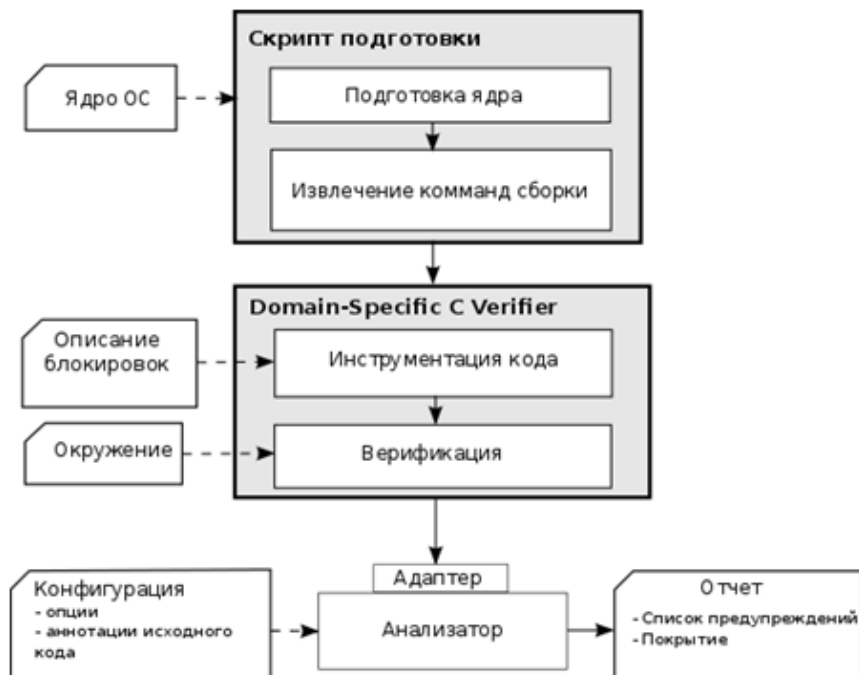 Скрипт подготовки
Ядро ОС
Подготовка ядра
Извлечение комманд сборки
Domain-Specific C Verifier
Описание
блокировок
Инструментация кода
Окружение
Верификация
Адаптер
Конфигурация
- опции
- аннотации исходного
кода
Анализатор
Отчет
- Список предупреждений
- Покрытие